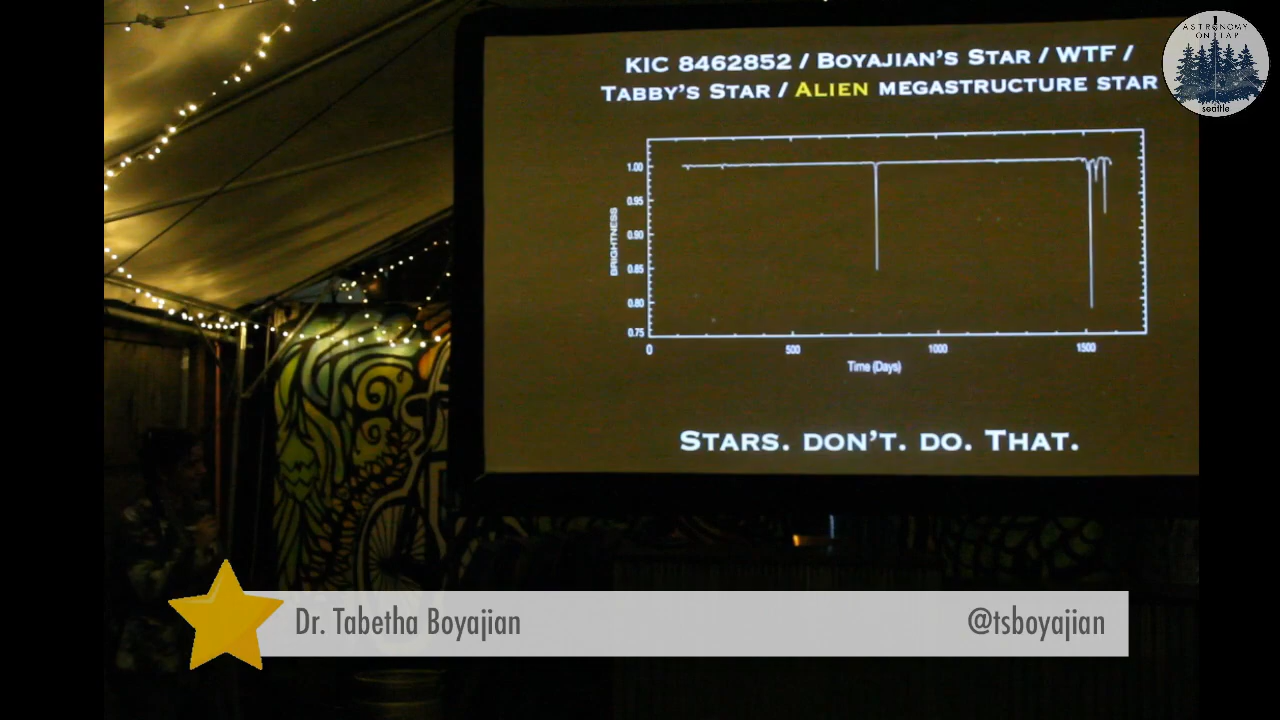 KIC 8462852 / BOYAJIAN'S STAR / WTF /
TABBY'S STAR / ALIEN MEGASTRUCTURE STAR
ASTRONOMY
ON TAP
seattle
1.00
0.95
0.90
0.85
0.80
0.75
BRIGHTNESS
0 500 1000 1500
Time (Days)
STARS. DON'T. DO. THAT.
Dr. Tabetha Boyajian @tsboyajian